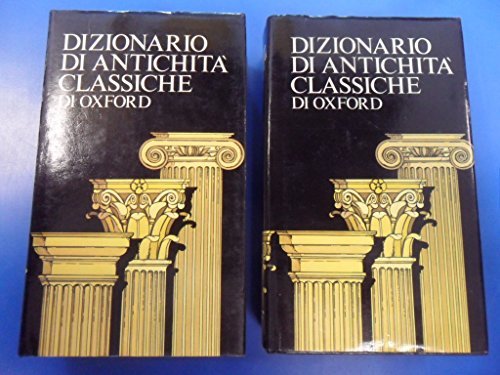 DIZIONARIO
DI ANTICHITÀ
CLASSICHE
DI OXFORD
DIZIONARIO
DI ANTICHITÀ
CLASSICHE
DI OXFORD